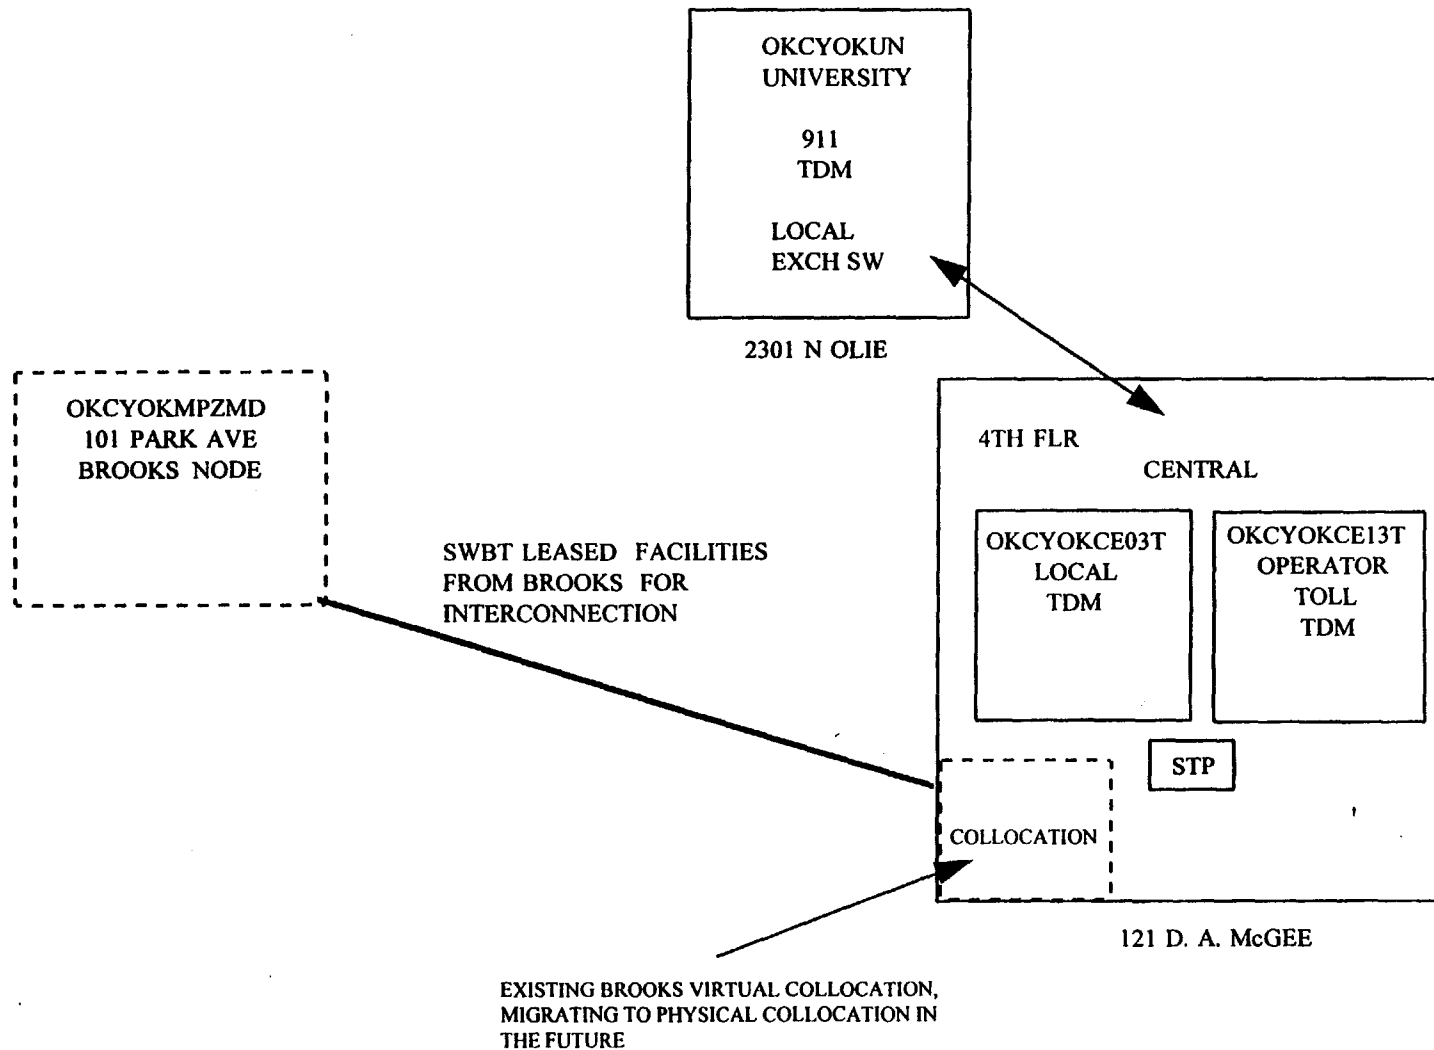 OKCYOKUN
UNIVERSITY
911
TDM
LOCAL
EXCH SW
2301 N OLIE
OKCYOKMPZMD
101 PARK AVE
BROOKS NODE
SWBT LEASED FACILITIES
FROM BROOKS FOR
INTERCONNECTION
4TH FLR
CENTRAL
OKCYOKCE03T
LOCAL
TDM
OKCYOKCE13T
OPERATOR
TOLL
TDM
STP
COLLOCATION
121 D. A. McGEE
EXISTING BROOKS VIRTUAL COLLOCATION,
MIGRATING TO PHYSICAL COLLOCATION IN
THE FUTURE